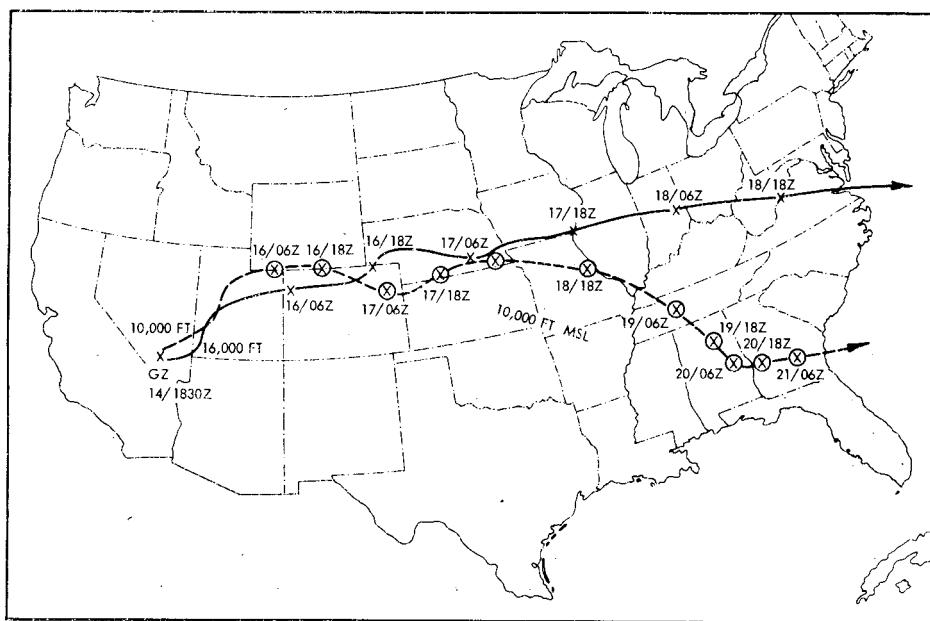 18/06Z
18/18Z
17/18Z
16/06Z
16/18Z
16/18Z
17/06Z
16/06Z
17/06Z
17/18Z
18/18Z
10,000 FT MSL
19/06Z
19/18Z
20/18Z
20/06Z
21/06Z
10,000 FT
16,000 FT
GZ
14/1830Z